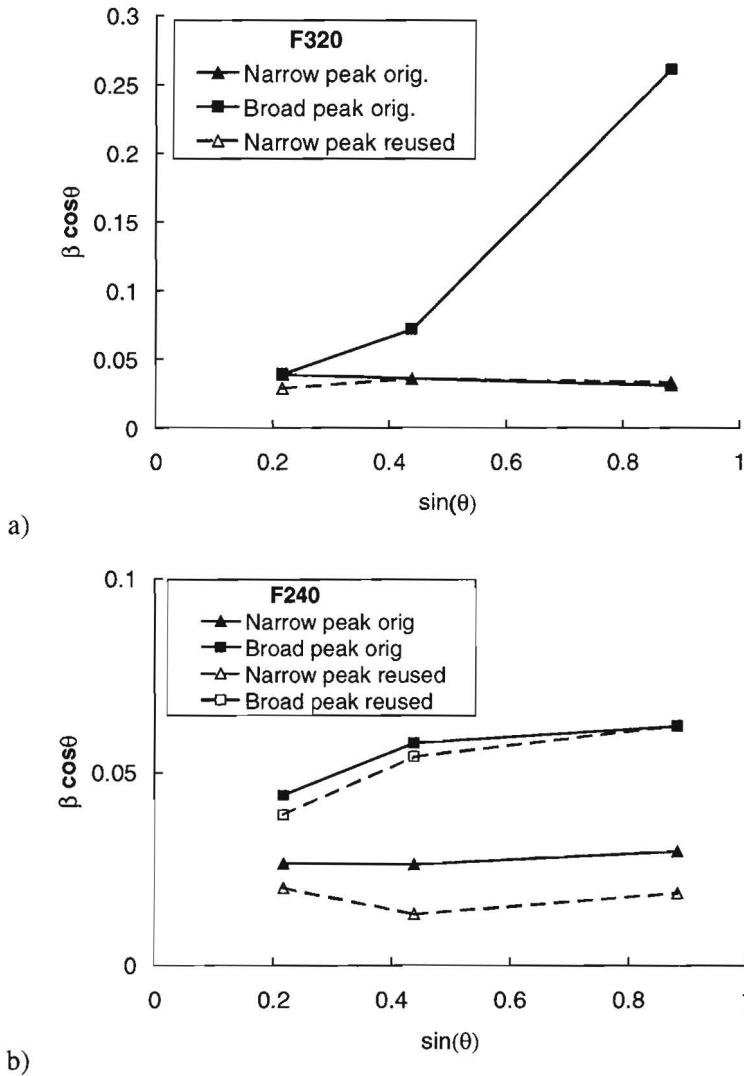 F320
Narrow peak orig.
Broad peak orig.
Narrow peak reused
0.3
0.25
0.2
0.15
0.1
0.05
0
β cosθ
0
0.2
0.4
0.6
0.8
1
sin(θ)
a)
F240
Narrow peak orig
Broad peak orig
Narrow peak reused
Broad peak reused
0.1
0.05
0
β cosθ
0
0.2
0.4
0.6
0.8
1
sin(θ)
b)